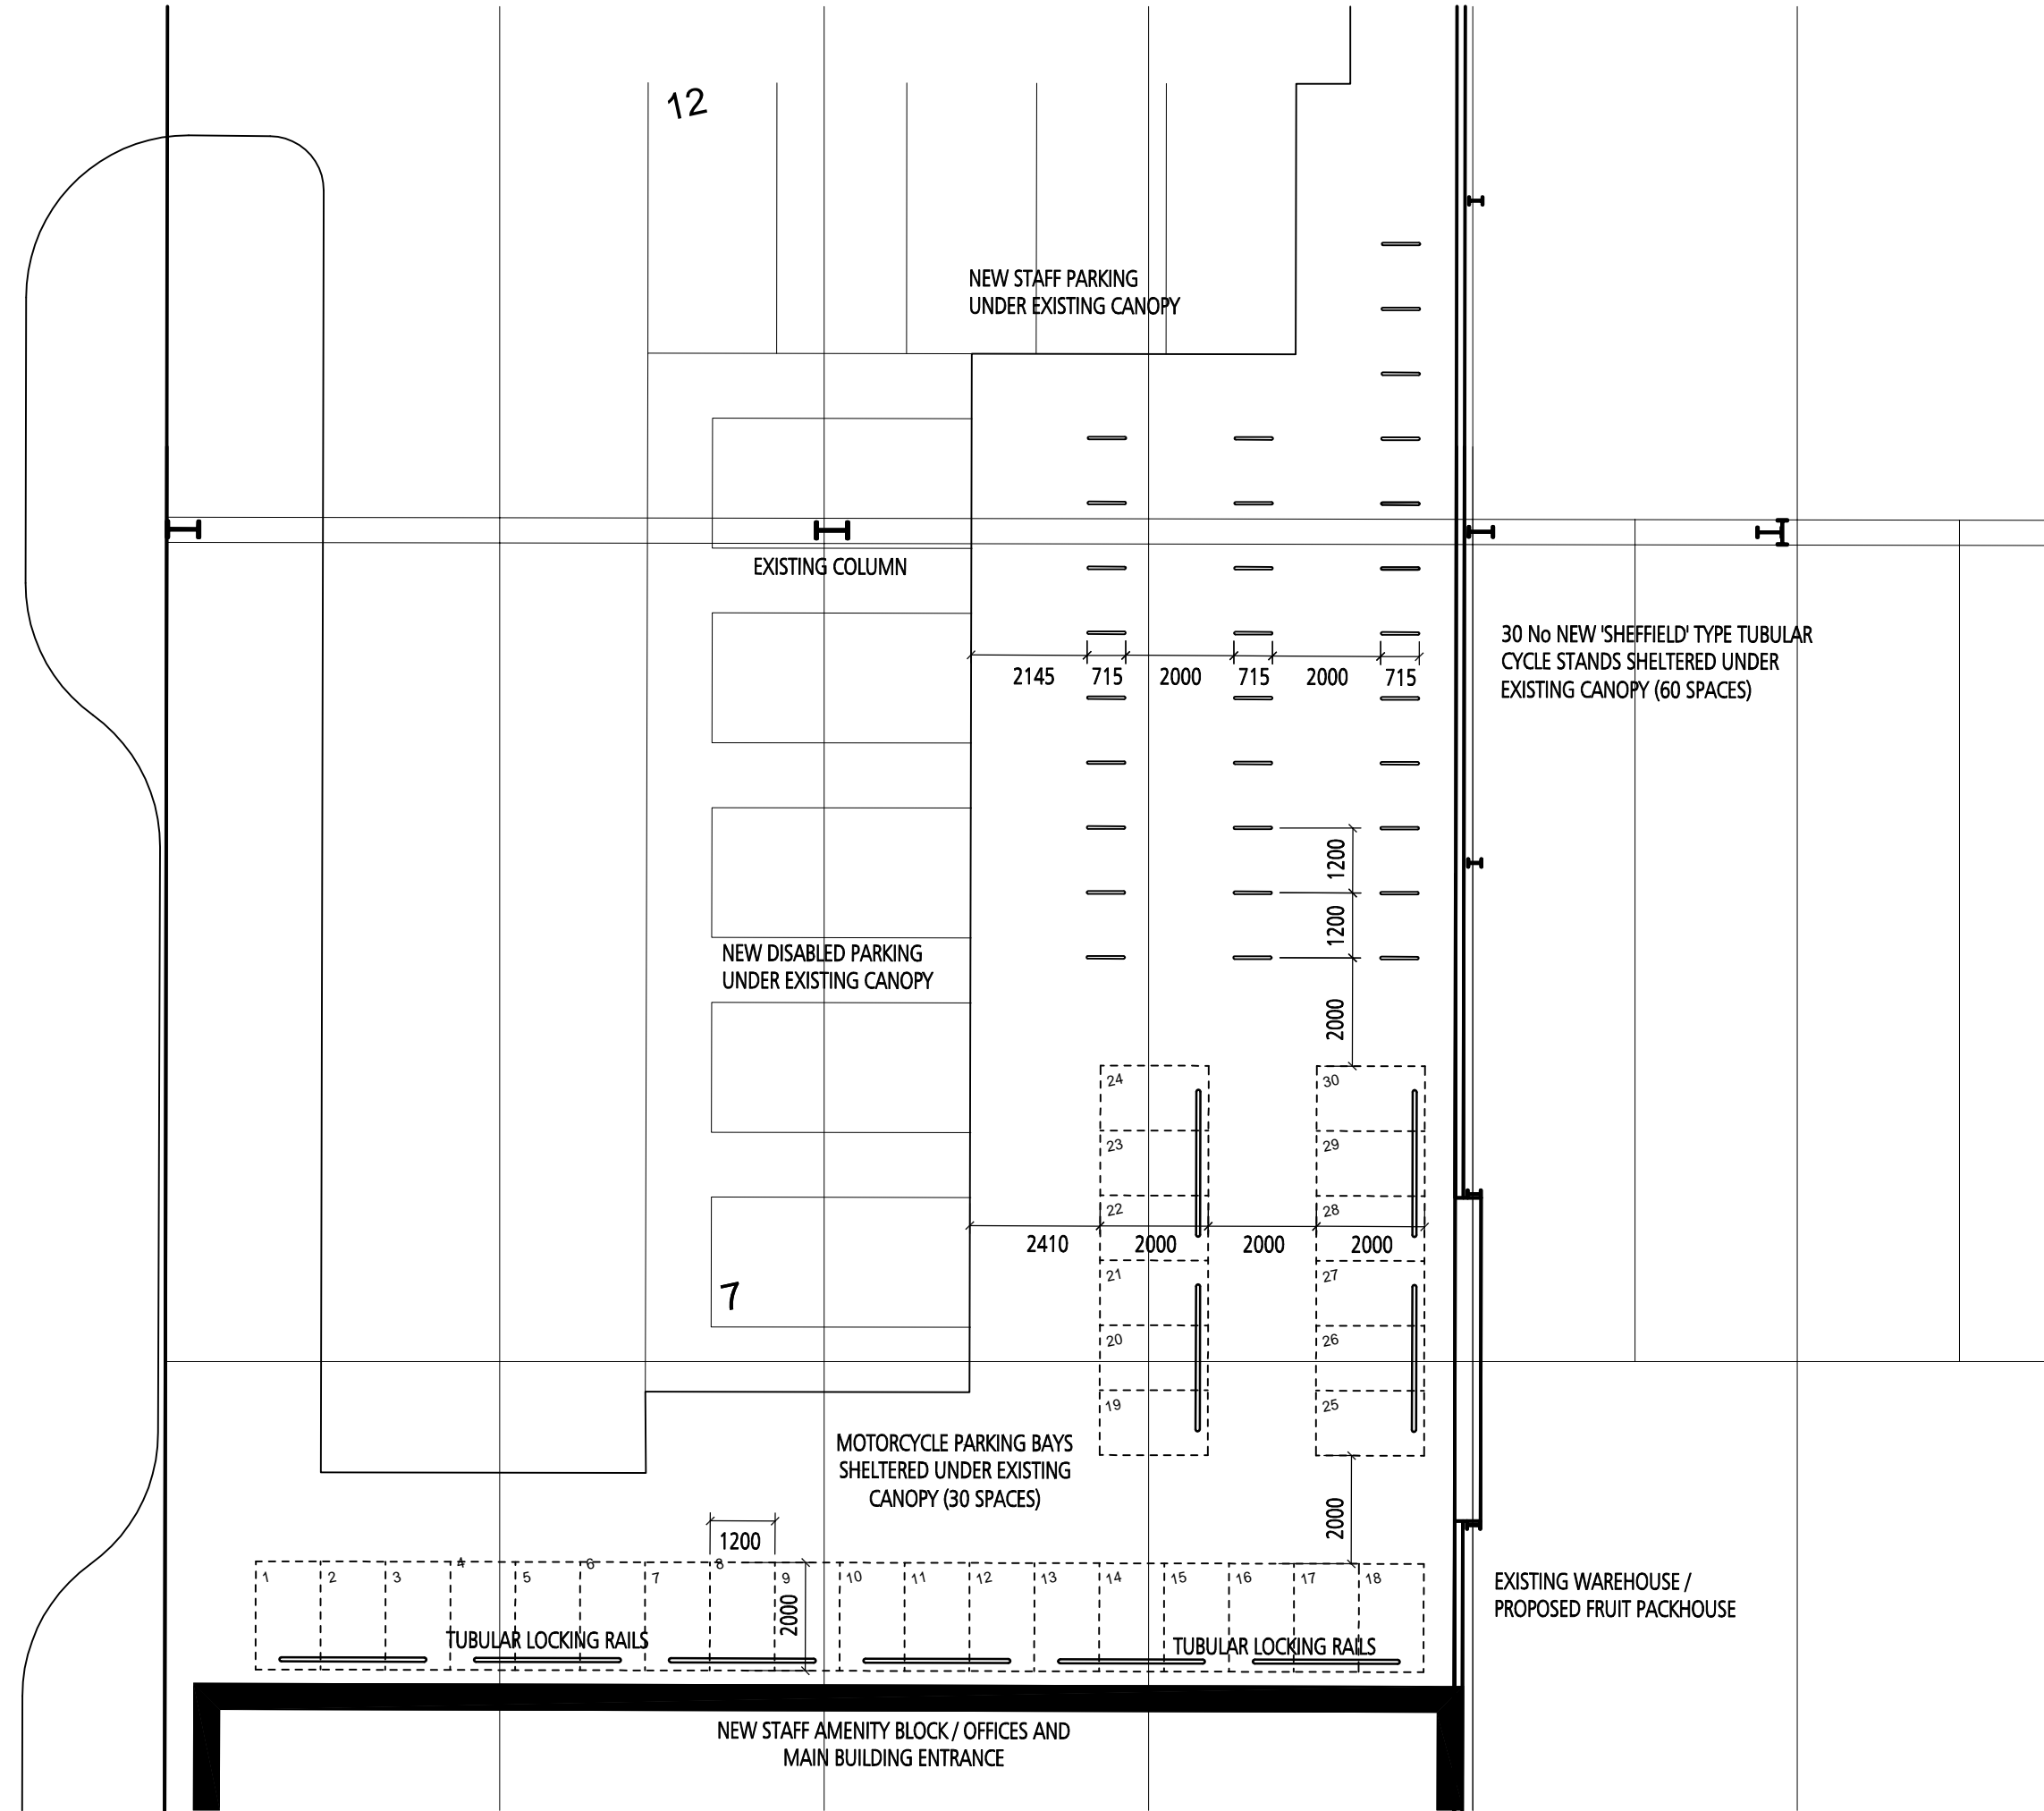 12
NEW STAFF PARKING
UNDER EXISTING CANOPY
EXISTING COLUMN
30 No NEW 'SHEFFIELD' TYPE TUBULAR
CYCLE STANDS SHELTERED UNDER
EXISTING CANOPY (60 SPACES)
2145 715 2000 715 2000 715
1200
1200
2000
NEW DISABLED PARKING
UNDER EXISTING CANOPY
24 30
23 29
22 28
2410 2000 2000 2000
21 27
7
20 26
19 25
MOTORCYCLE PARKING BAYS
SHELTERED UNDER EXISTING
CANOPY (30 SPACES)
2000
1200
1 2 3 4 5 6 7 8 9 10 11 12 13 14 15 16 17 18
2000
EXISTING WAREHOUSE /
PROPOSED FRUIT PACKHOUSE
TUBULAR LOCKING RAILS
TUBULAR LOCKING RAILS
NEW STAFF AMENITY BLOCK / OFFICES AND
MAIN BUILDING ENTRANCE